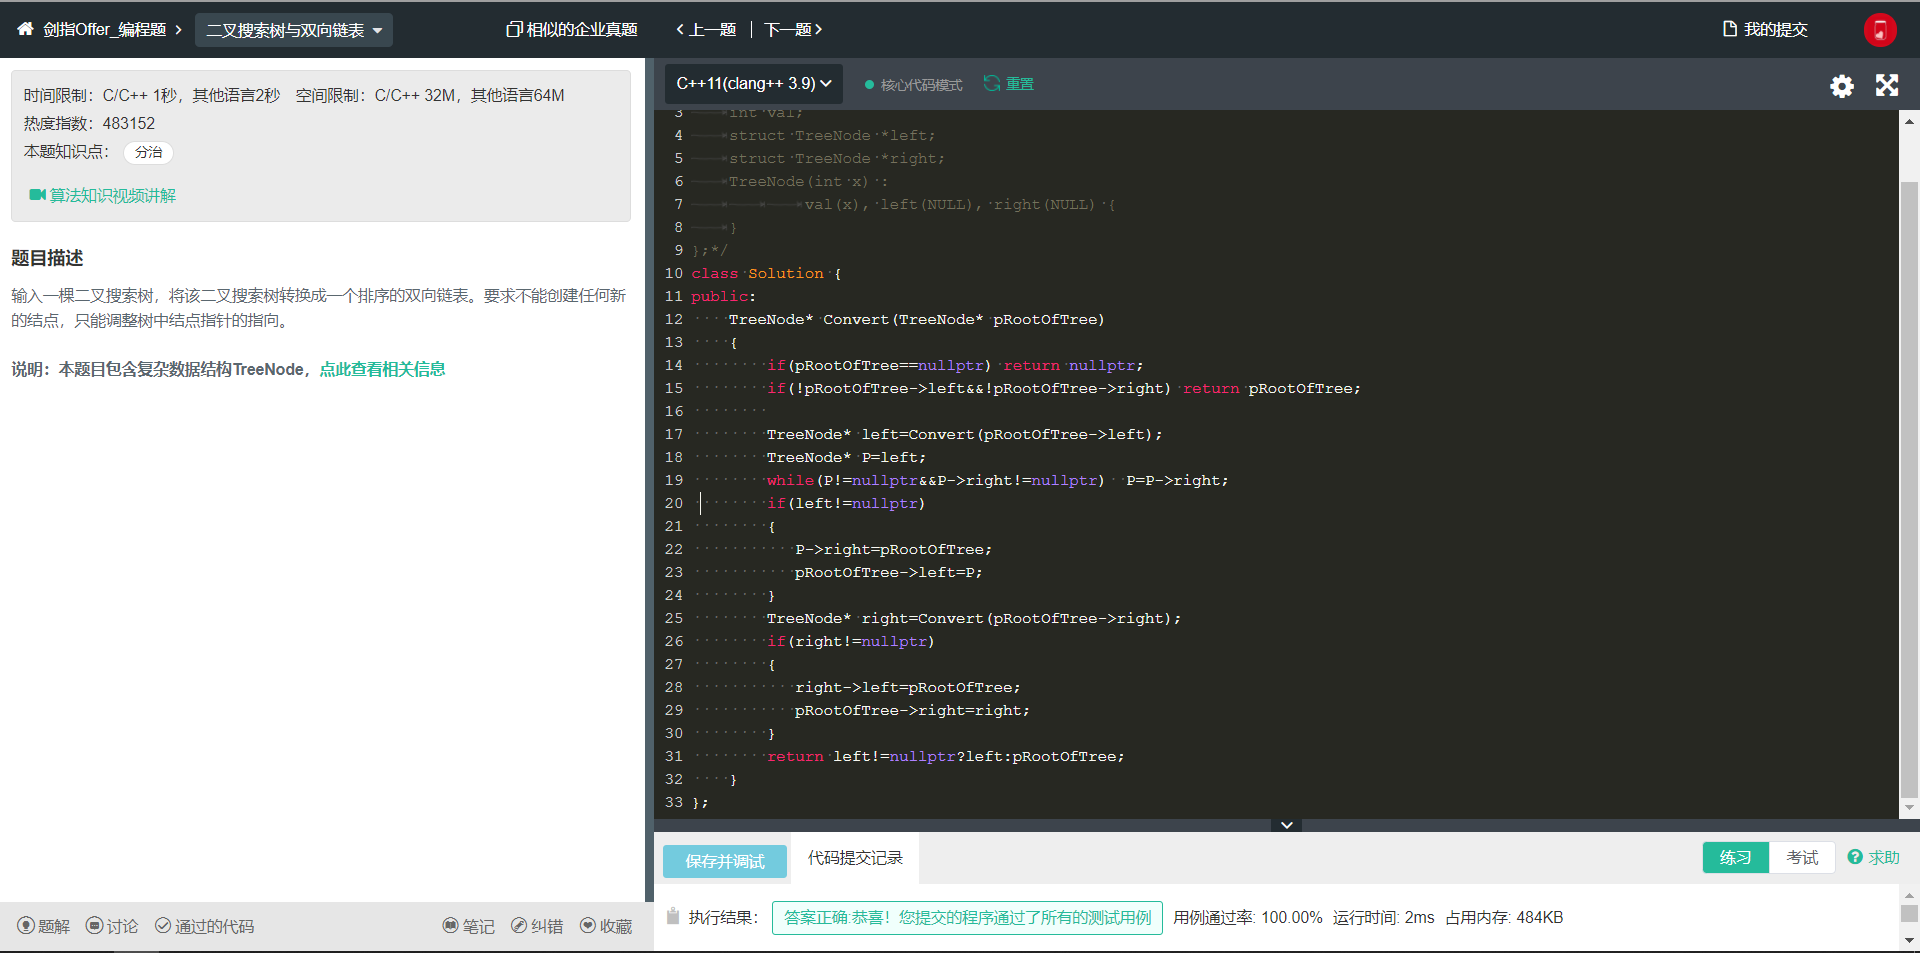 剑指Offer_编程题 > 二叉搜索树与双向链表 相似的企业真题 上一题 | 下一题 我的提交
时间限制：C/C++ 1秒，其他语言2秒 空间限制：C/C++ 32M，其他语言64M
热度指数：483152
本题知识点： 分治
算法知识视频讲解
题目描述
输入一棵二叉搜索树，将该二叉搜索树转换成一个排序的双向链表。要求不能创建任何新
的结点，只能调整树中结点指针的指向。
说明：本题目包含复杂数据结构TreeNode，点此查看相关信息
题解 讨论 通过的代码 笔记 纠错 收藏
C++11(clang++ 3.9) 核心代码模式 重置
3 int val;
4 struct TreeNode *left;
5 struct TreeNode *right;
6 TreeNode(int x) :
7 val(x), left(NULL), right(NULL) {
8 }
9 };*/
10 class Solution {
11 public:
12 TreeNode* Convert(TreeNode* pRootOfTree)
13 {
14 if(pRootOfTree==nullptr) return nullptr;
15 if(!pRootOfTree->left&&!pRootOfTree->right) return pRootOfTree;
16
17 TreeNode* left=Convert(pRootOfTree->left);
18 TreeNode* P=left;
19 while(P!=nullptr&&P->right!=nullptr) P=P->right;
20 if(left!=nullptr)
21 {
22 P->right=pRootOfTree;
23 pRootOfTree->left=P;
24 }
25 TreeNode* right=Convert(pRootOfTree->right);
26 if(right!=nullptr)
27 {
28 right->left=pRootOfTree;
29 pRootOfTree->right=right;
30 }
31 return left!=nullptr?left:pRootOfTree;
32 }
33 };
保存并调试 代码提交记录 练习 考试 求助
执行结果： 答案正确:恭喜！您提交的程序通过了所有的测试用例 用例通过率: 100.00% 运行时间: 2ms 占用内存: 484KB